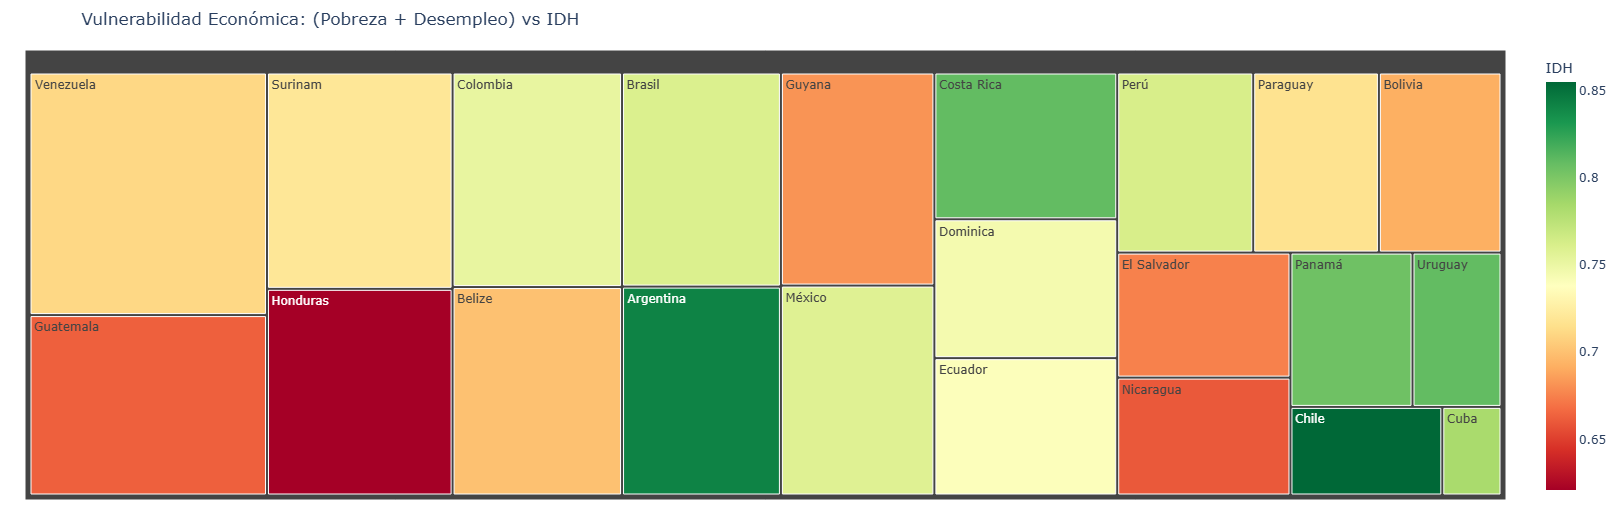 Vulnerabilidad Económica: (Pobreza + Desempleo) vs IDH
Venezuela
Surinam
Colombia
Brasil
Guyana
Costa Rica
Perú
Paraguay
Bolivia
Dominica
El Salvador
Panamá
Uruguay
Honduras
Belize
Argentina
México
Guatemala
Ecuador
Nicaragua
Chile
Cuba
IDH
0.85
0.8
0.75
0.7
0.65